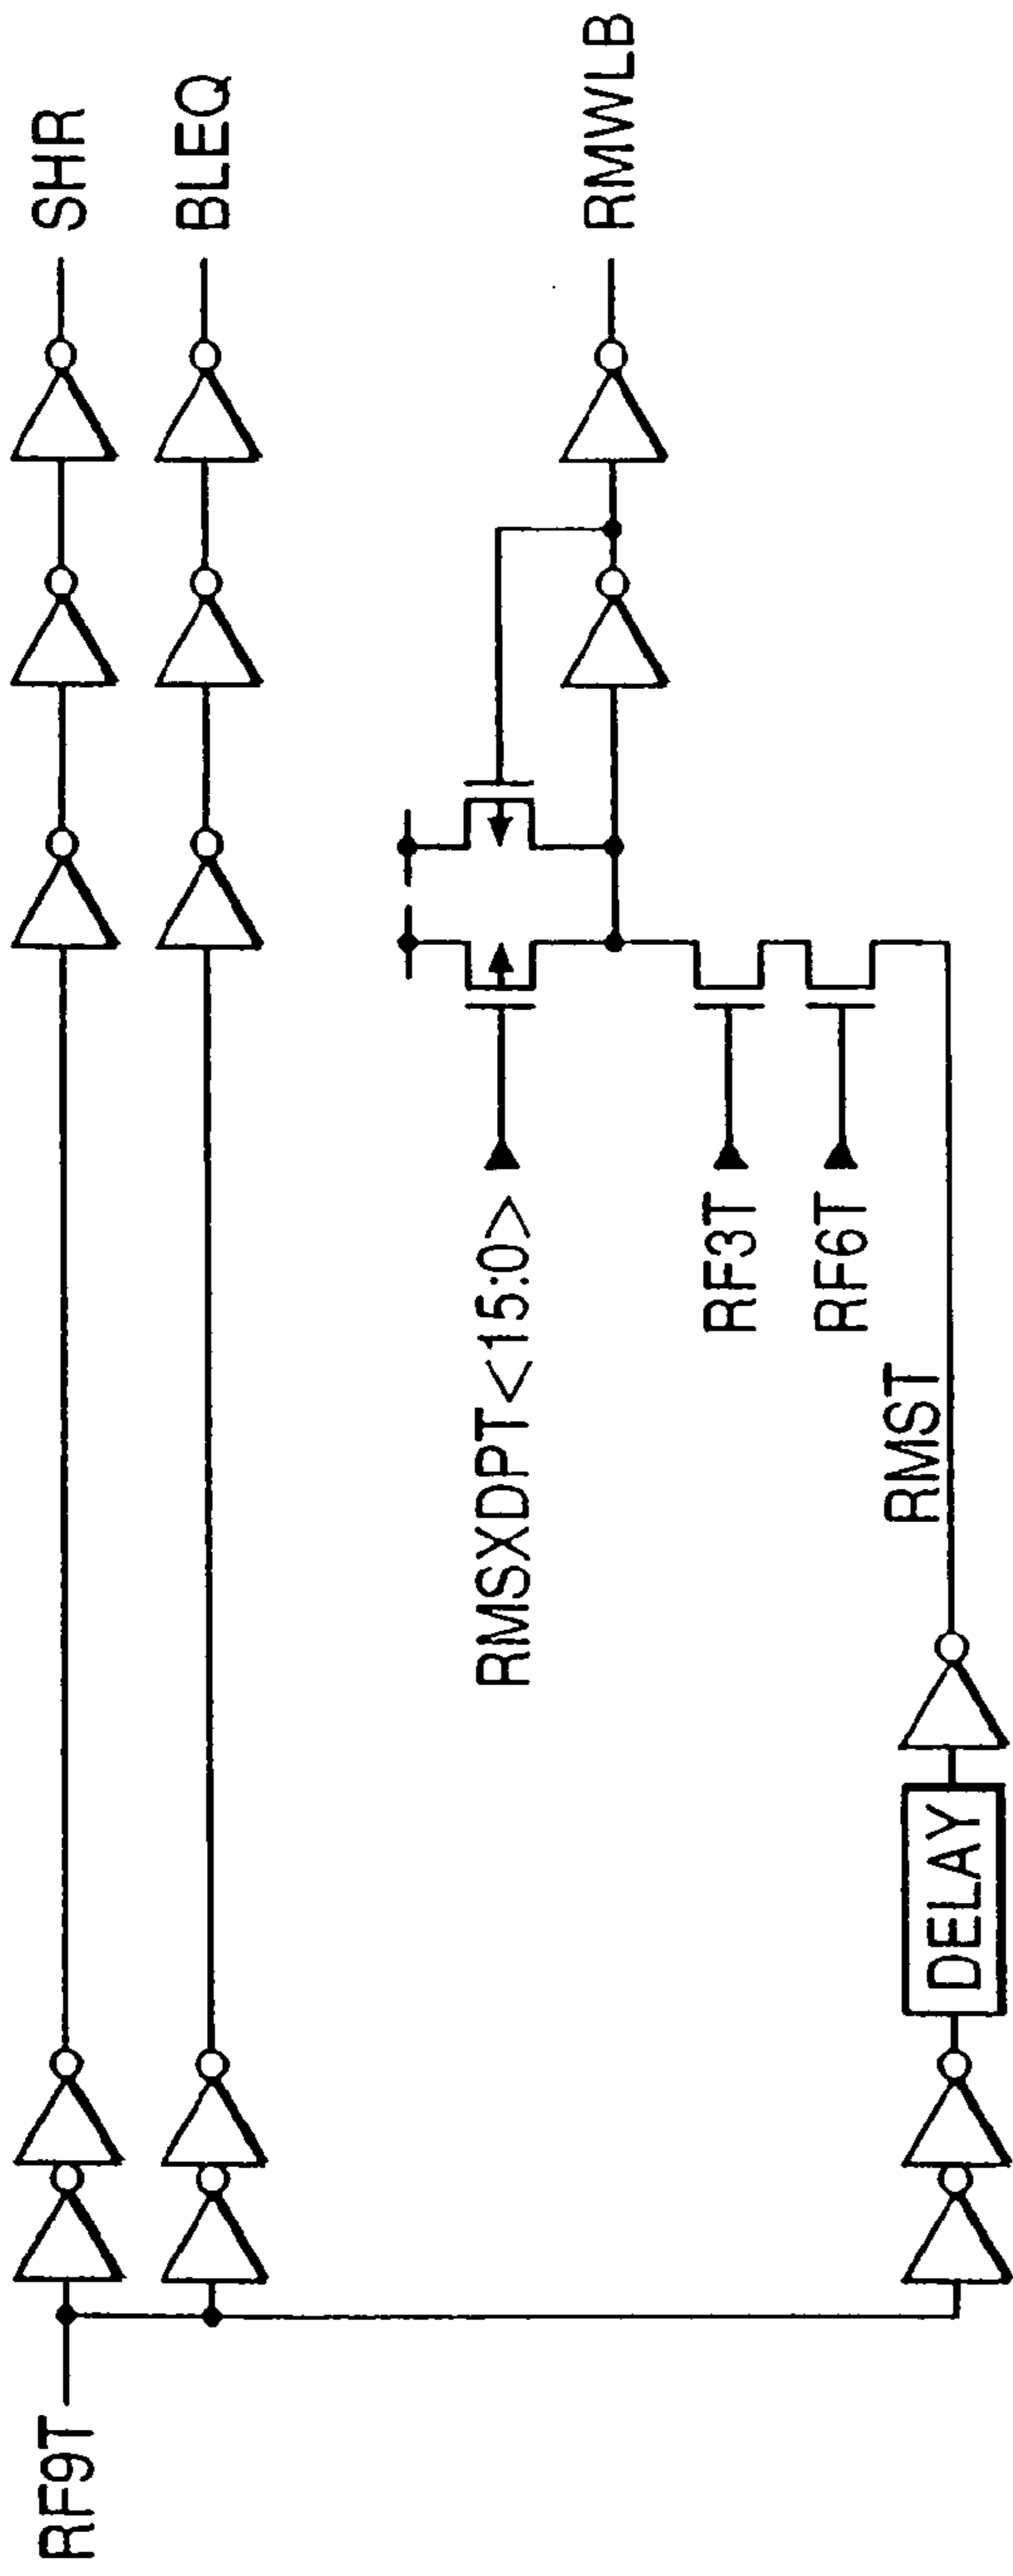 RF9T
SHR
BLEQ
RMSXDPT<15:0>
RMWLB
RF3T
RF6T
RMST
DELAY